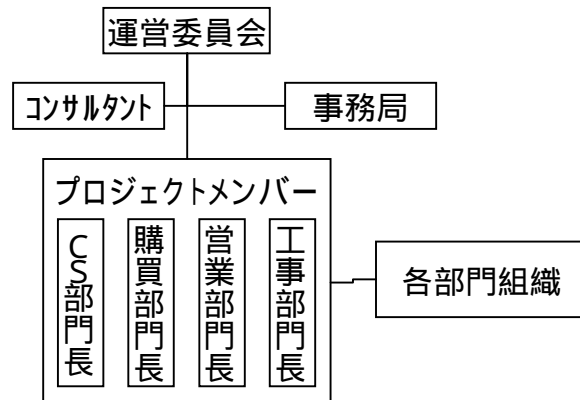 運営委員会
コンサルタント
事務局
プロジェクトメンバー
CS部門長
購買部門長
営業部門長
工事部門長
各部門組織